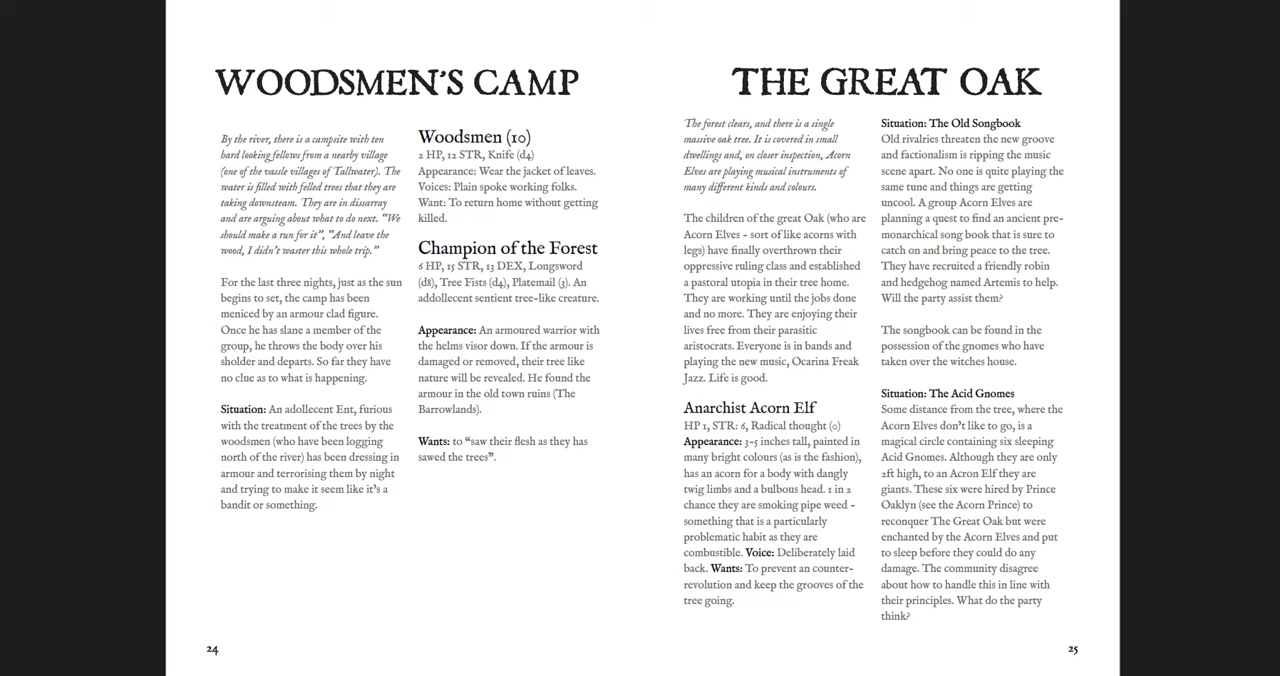 WOODSMEN'S CAMP
By the river, there is a campsite with ten
hard looking fellows from a nearby village
(one of the vassle villages of Taltwater). The
water is filled with felled trees that they are
taking downsteam. They are in dissarray
and are arguing about what to do next. "We
should make a run for it", "And leave the
wood, I didn't waster this whole trip."
For the last three nights, just as the sun
begins to set, the camp has been
meniced by an armour clad figure.
Once he has slane a member of the
group, he throws the body over his
sholder and departs. So far they have
no clue as to what is happening.
Situation: An adollecent Ent, furious
with the treatment of the trees by the
woodsmen (who have been logging
north of the river) has been dressing in
armour and terrorising them by night
and trying to make it seem like it's a
bandit or something.
Woodsmen (10)
2 HP, 12 STR, Knife (d4)
Appearance: Wear the jacket of leaves.
Voices: Plain spoke working folks.
Want: To return home without getting
killed.
Champion of the Forest
6 HP, 15 STR, 13 DEX, Longsword
(d8), Tree Fists (d4), Platemail (3). An
addollecent sentient tree-like creature.
Appearance: An armoured warrior with
the helms visor down. If the armour is
damaged or removed, their tree like
nature will be revealed. He found the
armour in the old town ruins (The
Barrowlands).
Wants: to "saw their flesh as they has
sawed the trees".
24
THE GREAT OAK
The forest clears, and there is a single
massive oak tree. It is covered in small
dwellings and, on closer inspection, Acorn
Elves are playing musical instruments of
many different kinds and colours.
The children of the great Oak (who are
Acorn Elves - sort of like acorns with
legs) have finally overthrown their
oppressive ruling class and established
a pastoral utopia in their tree home.
They are working until the jobs done
and no more. They are enjoying their
lives free from their parasitic
aristocrats. Everyone is in bands and
playing the new music, Ocarina Freak
Jazz. Life is good.
Anarchist Acorn Elf
HP 1, STR: 6, Radical thought (0)
Appearance: 3-5 inches tall, painted in
many bright colours (as is the fashion),
has an acorn for a body with dangly
twig limbs and a bulbous head. 1 in 2
chance they are smoking pipe weed -
something that is a particularly
problematic habit as they are
combustible. Voice: Deliberately laid
back. Wants: To prevent an counter-
revolution and keep the grooves of the
tree going.
Situation: The Old Songbook
Old rivalries threaten the new groove
and factionalism is ripping the music
scene apart. No one is quite playing the
same tune and things are getting
uncool. A group Acorn Elves are
planning a quest to find an ancient pre-
monarchical song book that is sure to
catch on and bring peace to the tree.
They have recruited a friendly robin
and hedgehog named Artemis to help.
Will the party assist them?
The songbook can be found in the
possession of the gnomes who have
taken over the witches house.
Situation: The Acid Gnomes
Some distance from the tree, where the
Acorn Elves don't like to go, is a
magical circle containing six sleeping
Acid Gnomes. Although they are only
2ft high, to an Acron Elf they are
giants. These six were hired by Prince
Oaklyn (see the Acorn Prince) to
reconquer The Great Oak but were
enchanted by the Acorn Elves and put
to sleep before they could do any
damage. The community disagree
about how to handle this in line with
their principles. What do the party
think?
25